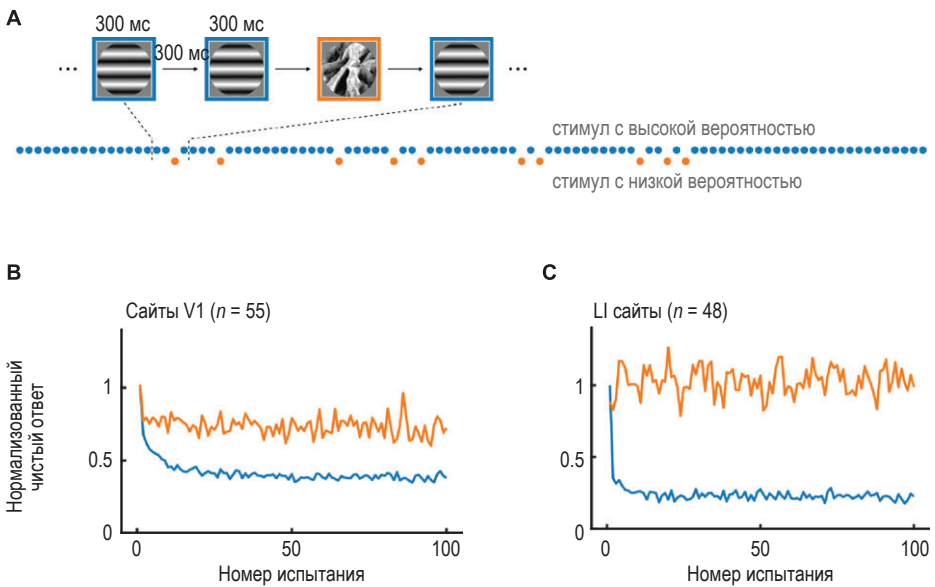 A
300 мс
300 мс
300 мс
...
...
стимул с высокой вероятностью
стимул с низкой вероятностью
B
Сайты V1 (n = 55)
Нормализованный
чистый ответ
1
0.5
0
0
50
100
Номер испытания
C
LI сайты (n = 48)
1
0.5
0
0
50
100
Номер испытания